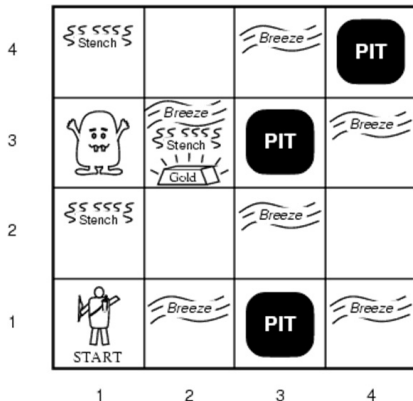 4
Stench
Breeze
PIT
3
Breeze
Stench
Gold
PIT
Breeze
2
Stench
Breeze
1
START
Breeze
PIT
Breeze
1 2 3 4